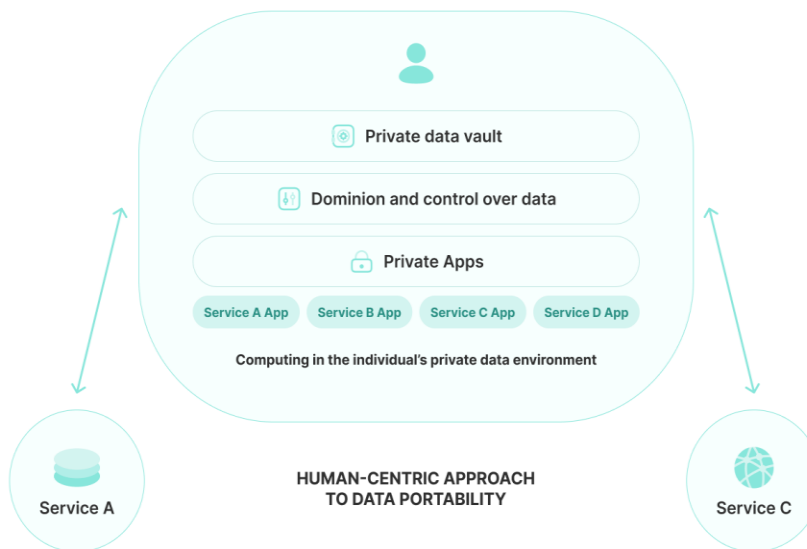 Private data vault
Dominion and control over data
Private Apps
Service A App
Service B App
Service C App
Service D App
Computing in the individual's private data environment
Service A
HUMAN-CENTRIC APPROACH
TO DATA PORTABILITY
Service C